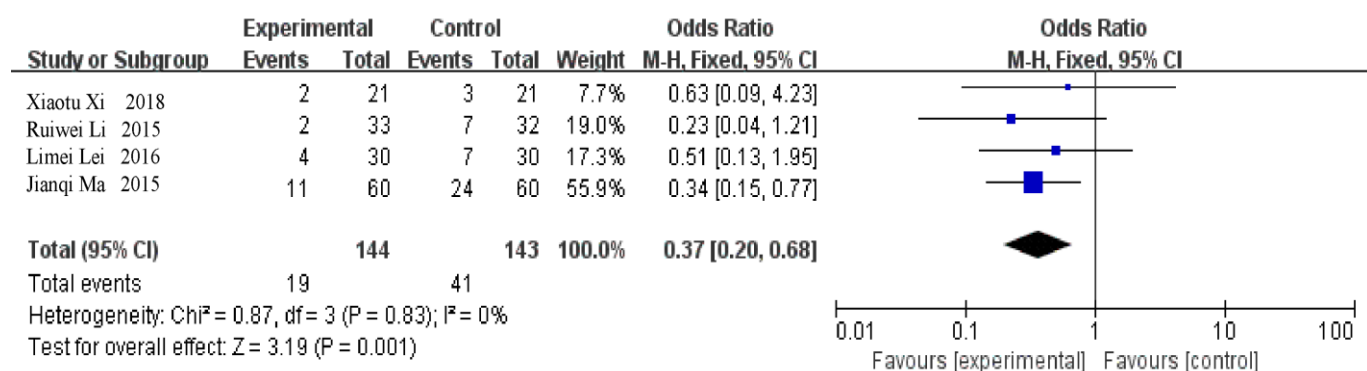 Experimental Control Odds Ratio Odds Ratio
Study or Subgroup Events Total Events Total Weight M-H, Fixed, 95% CI M-H, Fixed, 95% CI
Xiaotu Xi 2018 2 21 3 21 7.7% 0.63 [0.09, 4.23]
Ruiwei Li 2015 2 33 7 32 19.0% 0.23 [0.04, 1.21]
Limei Lei 2016 4 30 7 30 17.3% 0.51 [0.13, 1.95]
Jianqi Ma 2015 11 60 24 60 55.9% 0.34 [0.15, 0.77]
Total (95% CI) 144 143 100.0% 0.37 [0.20, 0.68]
Total events 19 41
Heterogeneity: Chi² = 0.87, df = 3 (P = 0.83); I² = 0%
Test for overall effect: Z = 3.19 (P = 0.001)
0.01 0.1 1 10 100
Favours [experimental] Favours [control]